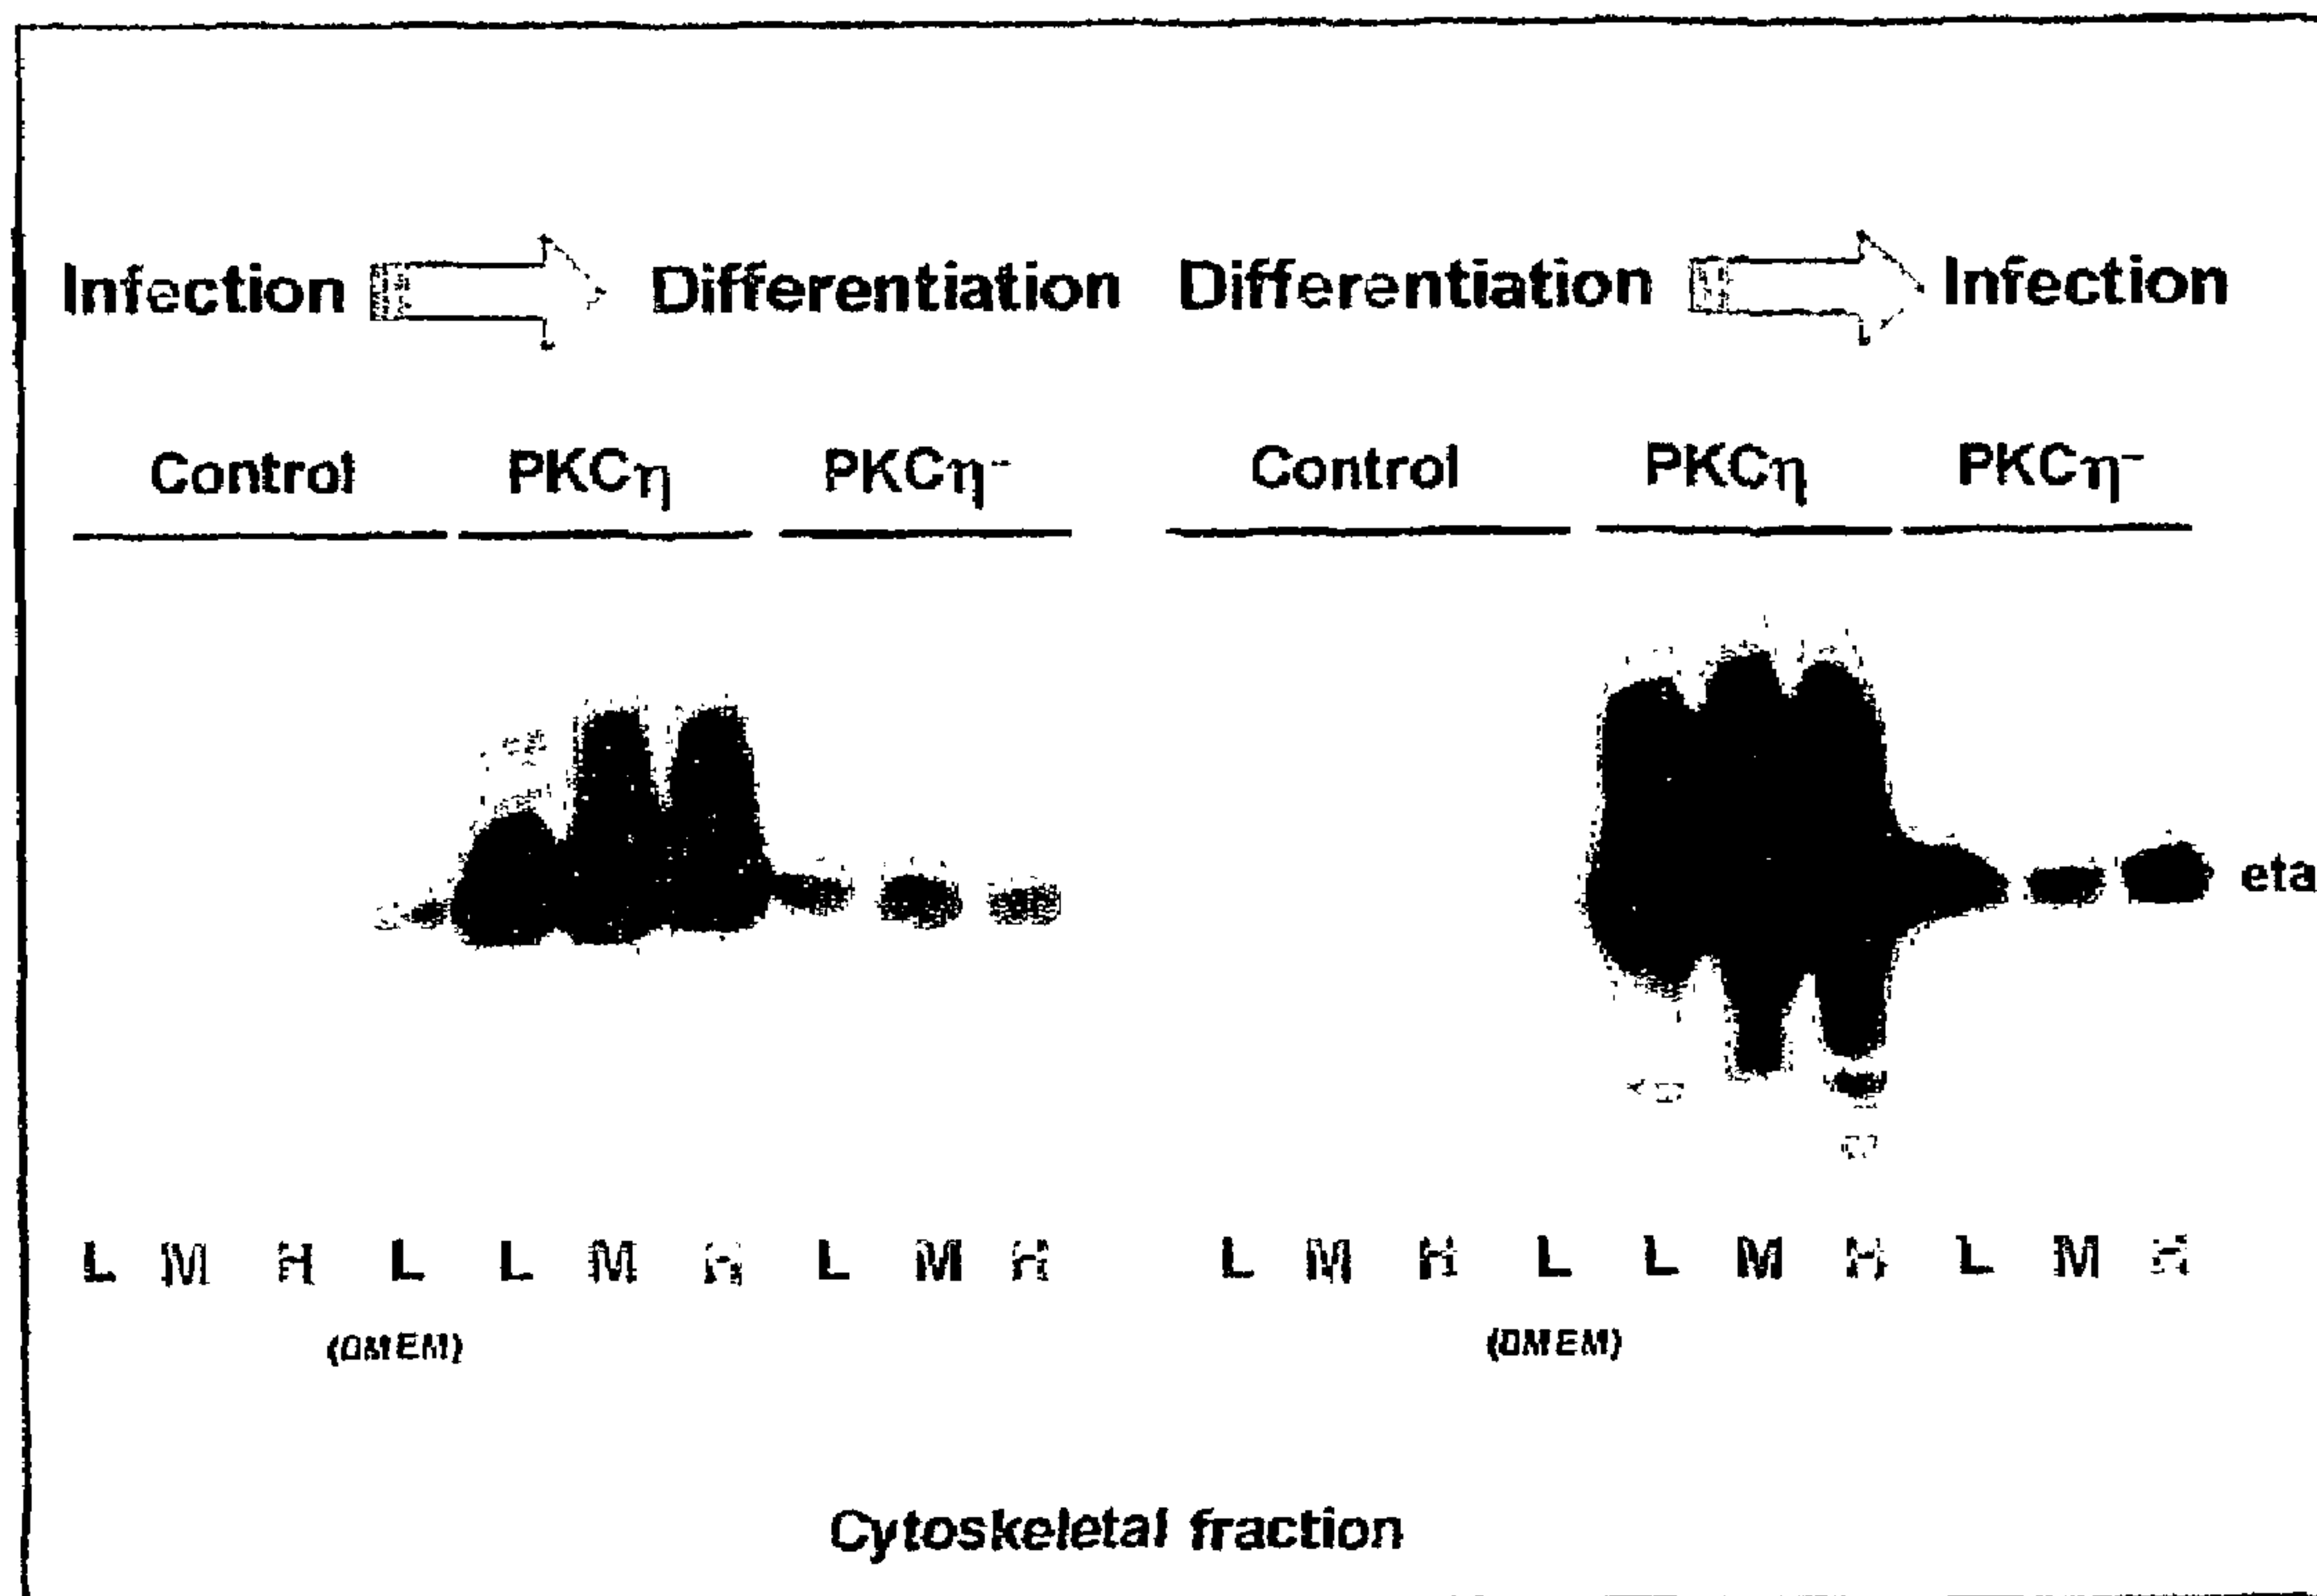 Infection Differentiation Differentiation Infection
Control PKCη PKCη- Control PKCη PKCη-
eta
L M H L L M H L M H L M H L L M H L M H
(DMEM) (DMEM)
Cytoskeletal fraction